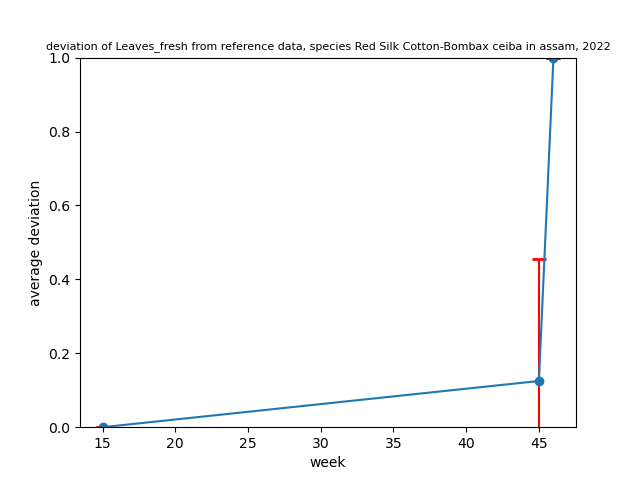 deviation of Leaves_fresh from reference data, species Red Silk Cotton-Bombax ceiba in assam, 2022
1.0
0.8
0.6
0.4
0.2
0.0
average deviation
15 20 25 30 35 40 45
week